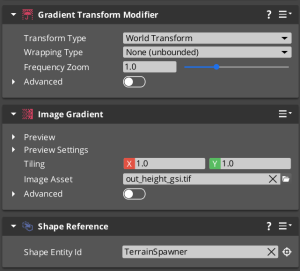 Gradient Transform Modifier ?
Transform Type World Transform
Wrapping Type None (unbounded)
Frequency Zoom 1.0
Advanced
Image Gradient
Preview
Preview Settings
Tiling X 1.0 Y 1.0
Image Asset out_height_gsi.tif
Advanced
Shape Reference ?
Shape Entity Id TerrainSpawner